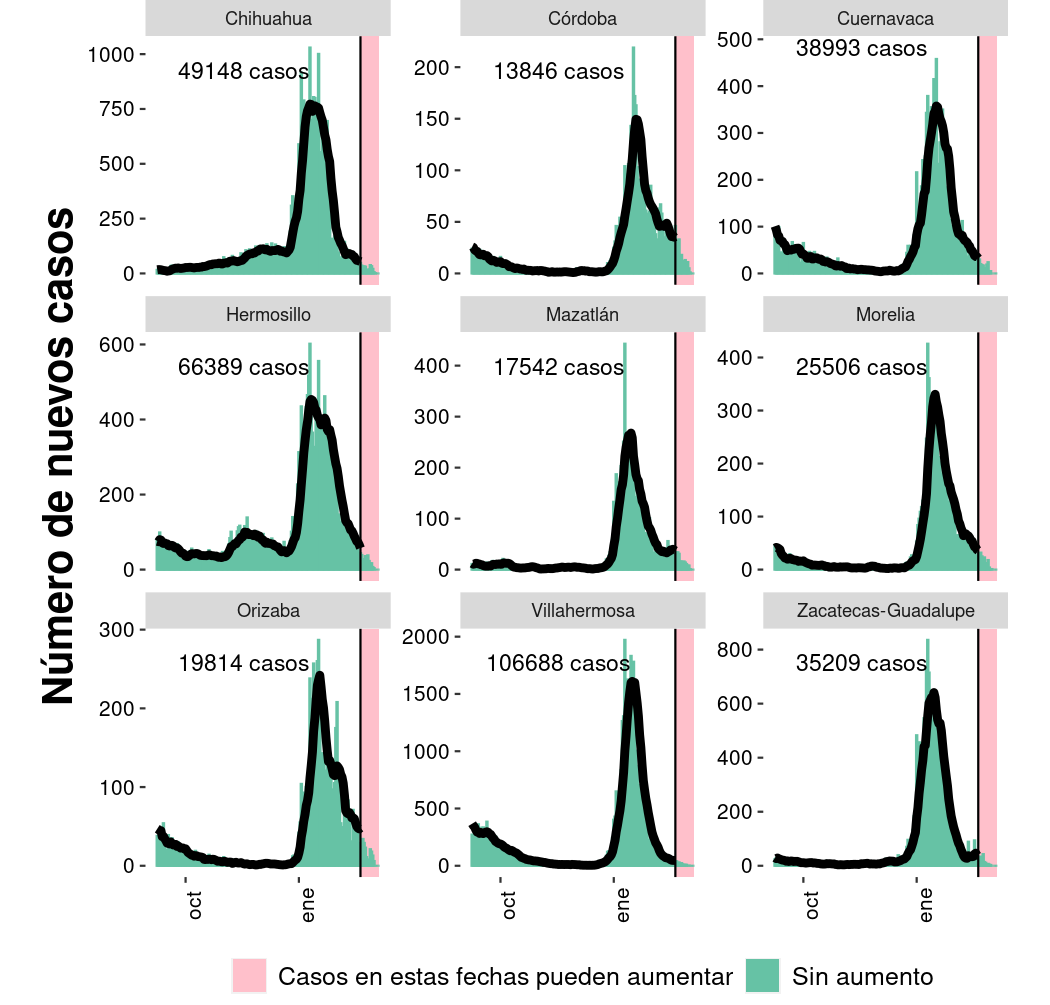 Número de nuevos casos
Chihuahua
1000
750
500
250
0
49148 casos
Córdoba
200
150
100
50
0
13846 casos
Cuernavaca
500
400
300
200
100
0
38993 casos
Hermosillo
600
400
200
0
66389 casos
Mazatlán
400
300
200
100
0
17542 casos
Morelia
400
300
200
100
0
25506 casos
Orizaba
300
200
100
0
19814 casos
oct
ene
Villahermosa
2000
1500
1000
500
0
106688 casos
oct
ene
Zacatecas-Guadalupe
800
600
400
200
0
35209 casos
oct
ene
Casos en estas fechas pueden aumentar
Sin aumento